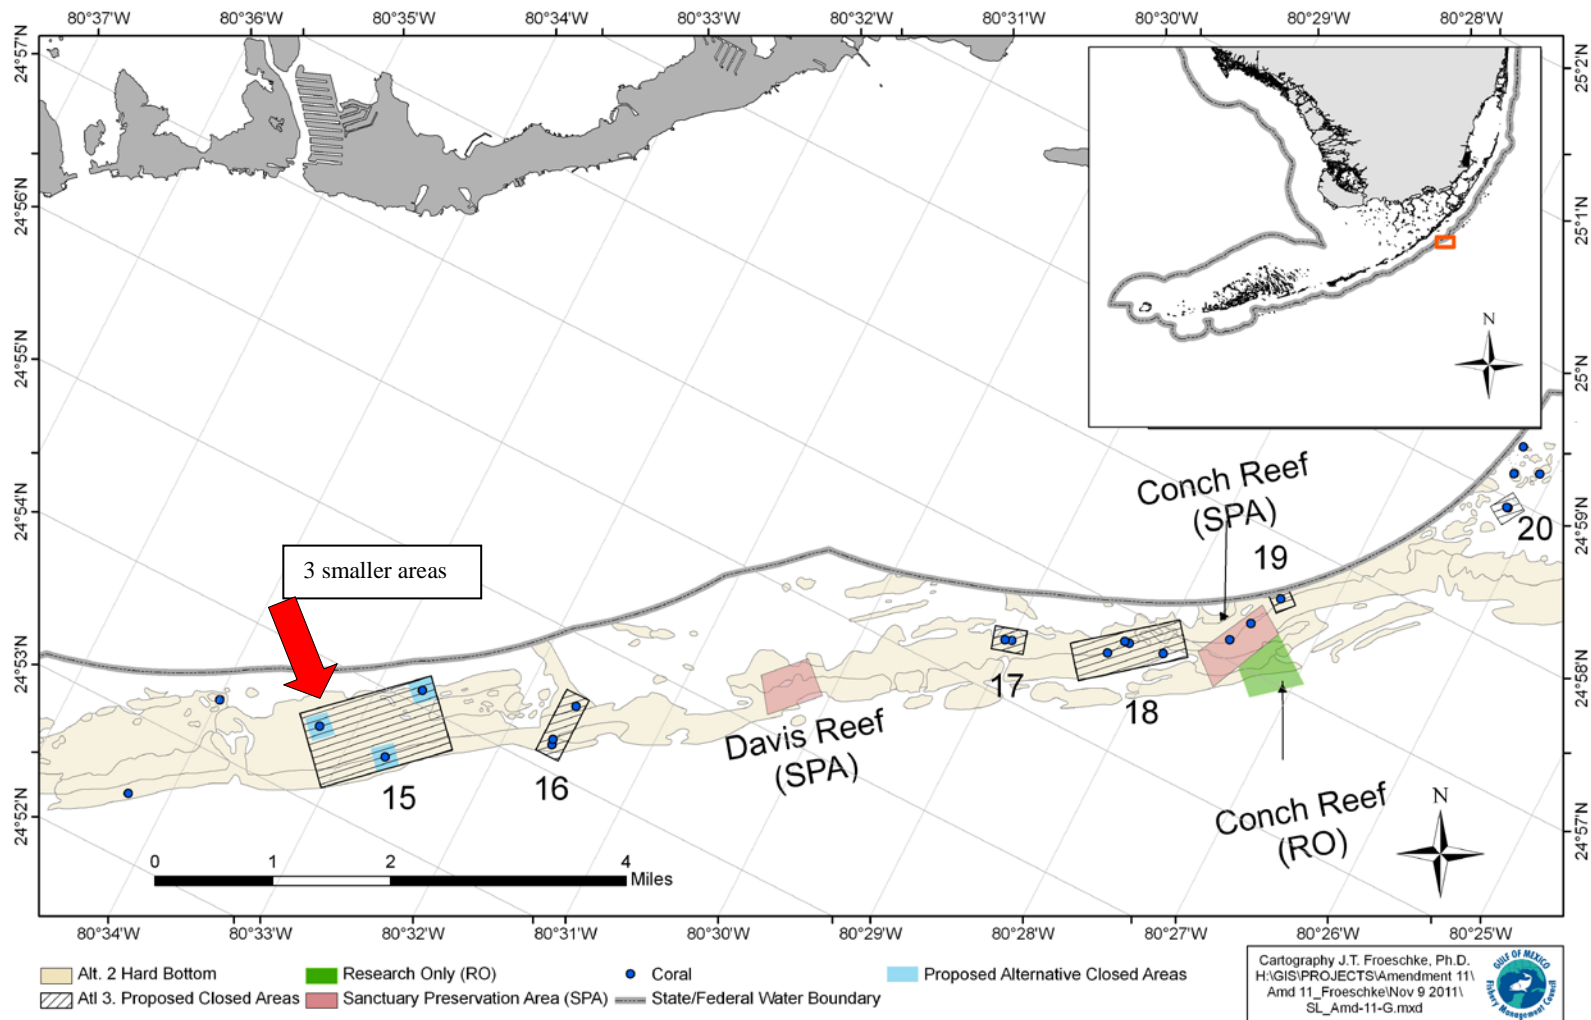 80°37'W 80°36'W 80°35'W 80°34'W 80°33'W 80°32'W 80°31'W 80°30'W 80°29'W 80°28'W
24°57'N
24°56'N
24°55'N
24°54'N
24°53'N
24°52'N
25°2'N
25°1'N
25°N
24°59'N
24°58'N
24°57'N
N
3 smaller areas
Conch Reef
(SPA)
19
20
17
18
15
16
Davis Reef
(SPA)
Conch Reef
(RO)
N
0 1 2 4
Miles
80°34'W 80°33'W 80°32'W 80°31'W 80°30'W 80°29'W 80°28'W 80°27'W 80°26'W 80°25'W
Alt. 2 Hard Bottom
Research Only (RO)
Coral
Proposed Alternative Closed Areas
Atl 3. Proposed Closed Areas
Sanctuary Preservation Area (SPA)
State/Federal Water Boundary
Cartography J.T. Froeschke, Ph.D.
H:\GIS\PROJECTS\Amendment 11\
Amd 11_Froeschke\Nov 9 2011\
SL_Amd-11-G.mxd
GULF OF MEXICO
Fishery Management Council